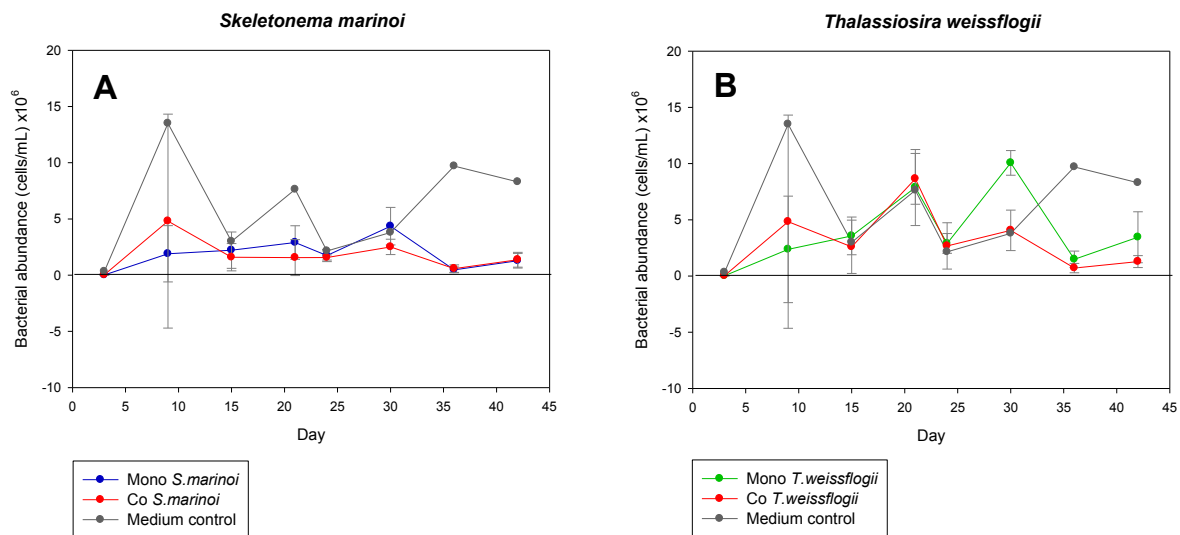 Skeletonema marinoi
A
Bacterial abundance (cells/mL) x10^6
20
15
10
5
0
-5
-10
0 5 10 15 20 25 30 35 40 45
Day
Mono S.marinoi
Co S.marinoi
Medium control
Thalassiosira weissflogii
B
Bacterial abundance (cells/mL) x10^6
20
15
10
5
0
-5
-10
0 5 10 15 20 25 30 35 40 45
Day
Mono T.weissflogii
Co T.weissflogii
Medium control